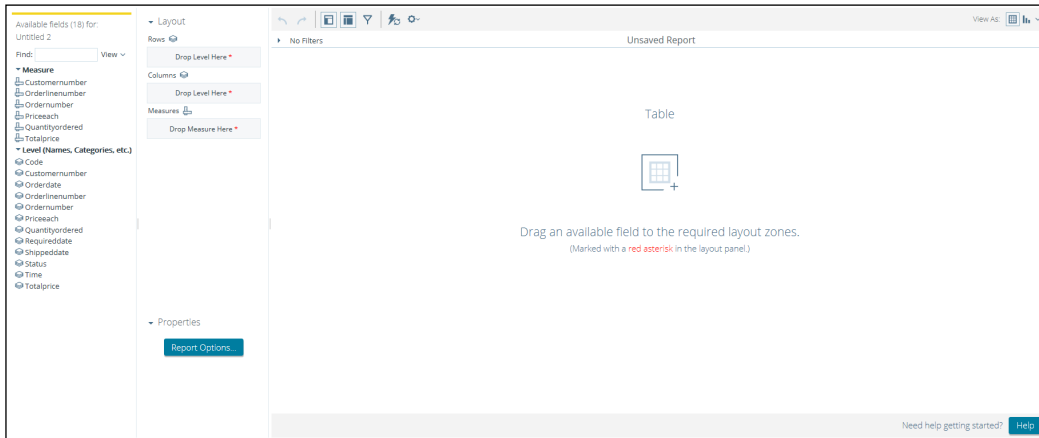 Available fields (18) for:
Untitled 2
Find:
View
Measure
Customernumber
Orderlinenumber
Ordernumber
Priceeach
Quantityordered
Totalprice
Level (Names, Categories, etc.)
Code
Customernumber
Orderdate
Orderlinenumber
Ordernumber
Priceeach
Quantityordered
Requireddate
Shippeddate
Status
Time
Totalprice
Layout
Rows
Drop Level Here *
Columns
Drop Level Here *
Measures
Drop Measure Here *
Properties
Report Options...
View As:
No Filters
Unsaved Report
Table
Drag an available field to the required layout zones.
(Marked with a red asterisk in the layout panel.)
Need help getting started? Help